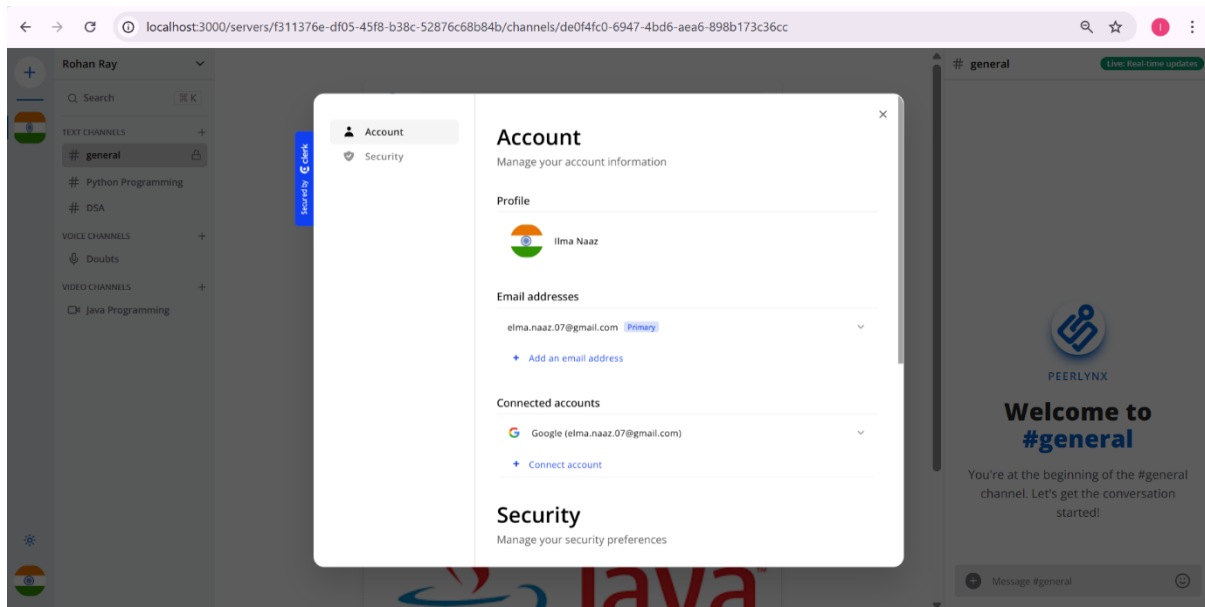 localhost:3000/servers/f311376e-df05-45f8-b38c-52876c68b84b/channels/de0f4fc0-6947-4bd6-aea6-898b173c36cc
I
Rohan Ray
Search
⌘ K
TEXT CHANNELS
+
# general
# Python Programming
# DSA
VOICE CHANNELS
+
Doubts
VIDEO CHANNELS
+
Java Programming
Secured by clerk
Account
Security
Account
Manage your account information
Profile
Ilma Naaz
Email addresses
elma.naaz.07@gmail.com Primary
+ Add an email address
Connected accounts
Google (elma.naaz.07@gmail.com)
+ Connect account
Security
Manage your security preferences
Java™
# general
Live: Real-time updates
PEERLYNX
Welcome to
#general
You're at the beginning of the #general
channel. Let's get the conversation
started!
Message #general